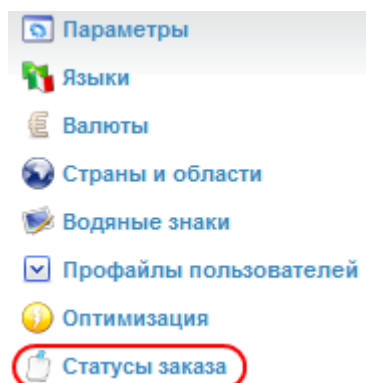 Параметры
Языки
Валюты
Страны и области
Водяные знаки
Профайлы пользователей
Оптимизация
Статусы заказа